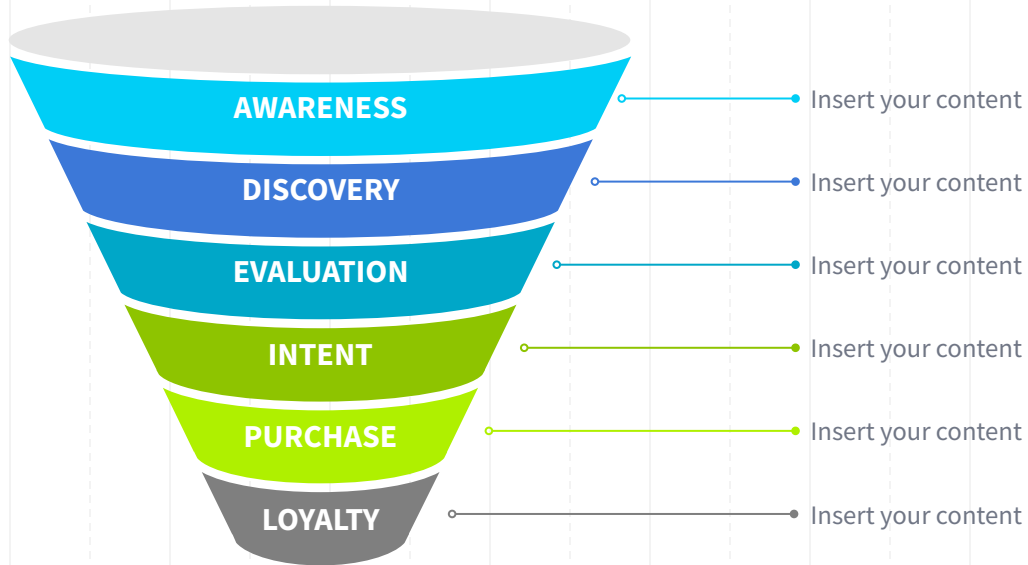 AWARENESS
Insert your content
DISCOVERY
Insert your content
EVALUATION
Insert your content
INTENT
Insert your content
PURCHASE
Insert your content
LOYALTY
Insert your content